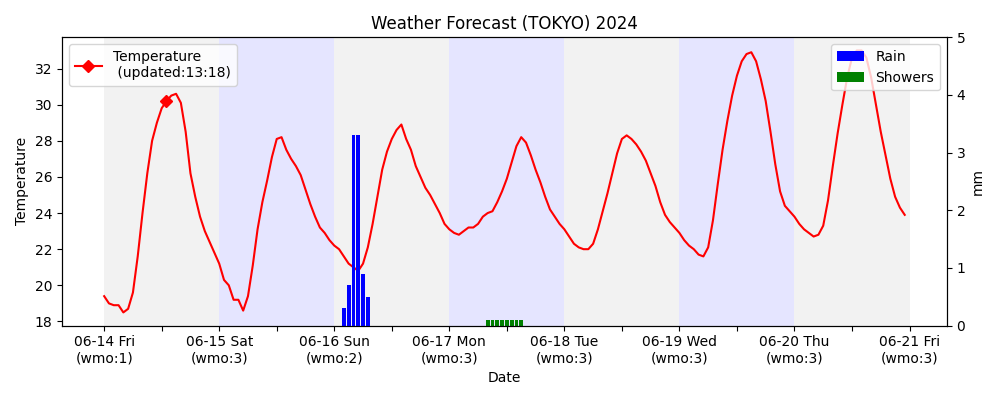 Weather Forecast (TOKYO) 2024
Temperature
(updated:13:18)
Rain
Showers
Temperature
32
30
28
26
24
22
20
18
5
4
3
2
1
0
mm
06-14 Fri
(wmo:1)
06-15 Sat
(wmo:3)
06-16 Sun
(wmo:2)
06-17 Mon
(wmo:3)
06-18 Tue
(wmo:3)
06-19 Wed
(wmo:3)
06-20 Thu
(wmo:3)
06-21 Fri
(wmo:3)
Date